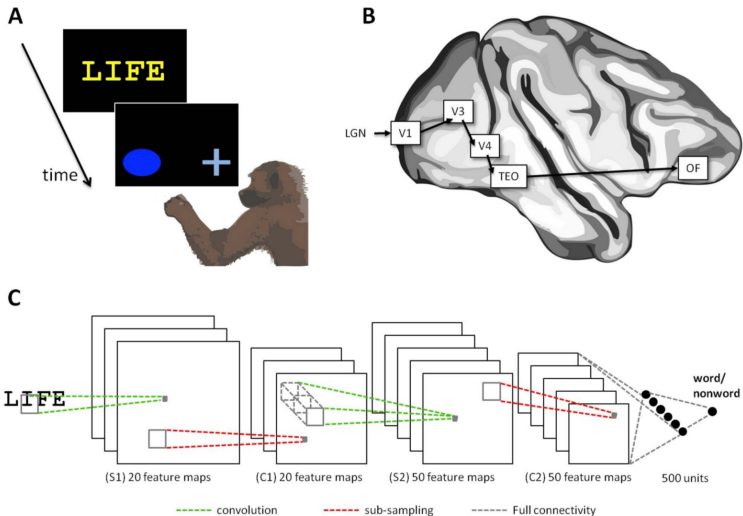 A
LIFE
time
B
LGN
V1
V3
V4
TEO
OF
C
LIFE
word/
nonword
(S1) 20 feature maps
(C1) 20 feature maps
(S2) 50 feature maps
(C2) 50 feature maps
500 units
convolution
sub-sampling
Full connectivity